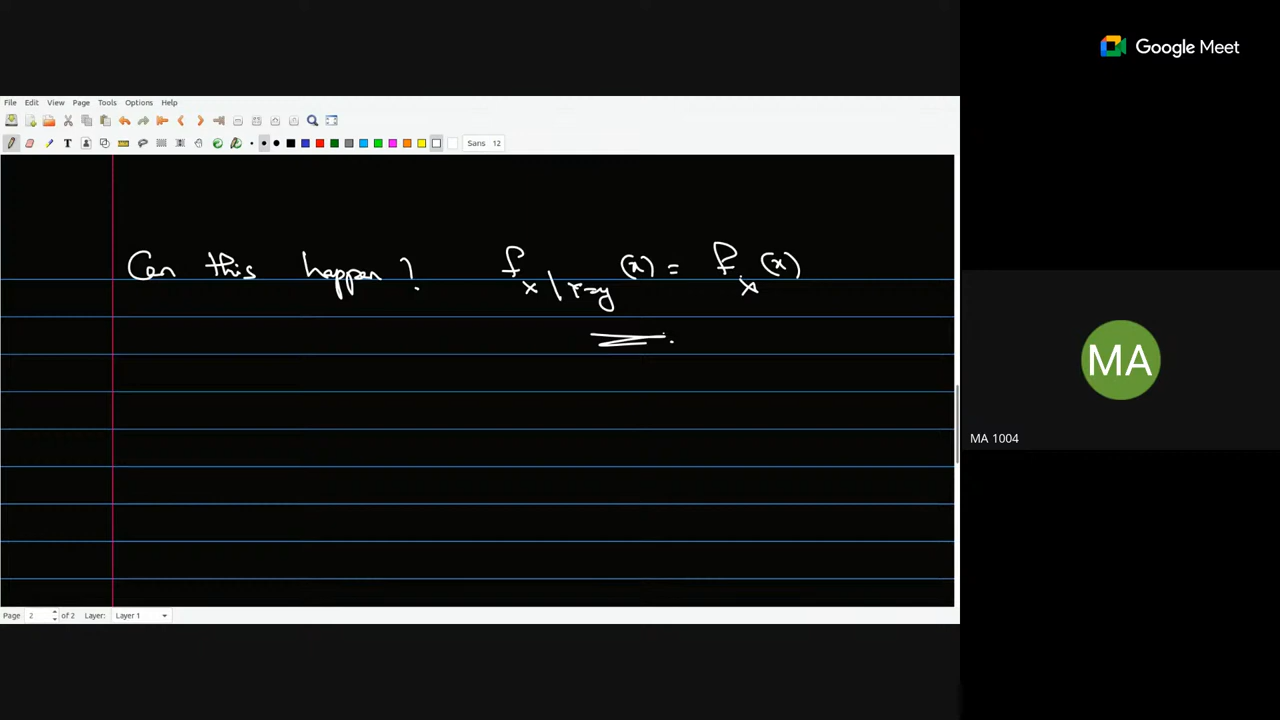 Google Meet
File Edit View Page Tools Options Help
Sans 12
Can this happen? f_{X|Y=y}(x) = f_X(x)
MA
MA 1004
Page 2 of 2 Layer: Layer 1